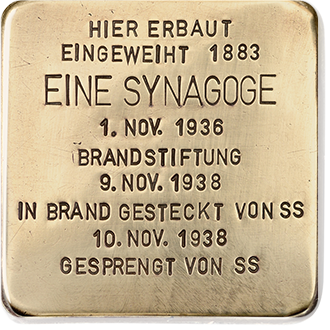 HIER ERBAUT
EINGEWEIHT 1883
EINE SYNAGOGE
1. NOV. 1936
BRANDSTIFTUNG
9. NOV. 1938
IN BRAND GESTECKT VON SS
10. NOV. 1938
GESPRENGT VON SS